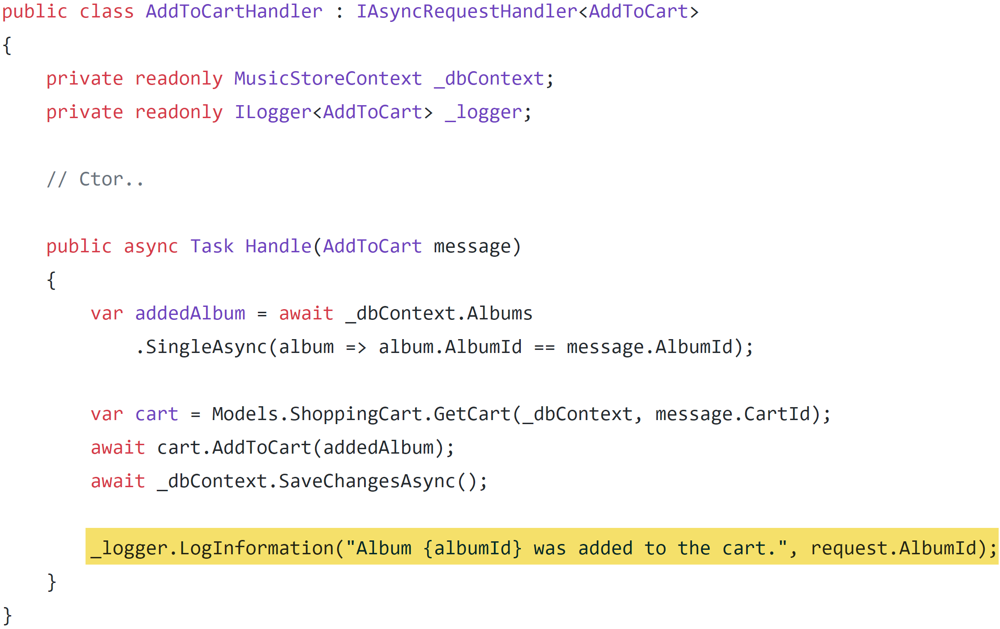 public class AddToCartHandler : IAsyncRequestHandler<AddToCart>
{
    private readonly MusicStoreContext _dbContext;
    private readonly ILogger<AddToCart> _logger;

    // Ctor..

    public async Task Handle(AddToCart message)
    {
        var addedAlbum = await _dbContext.Albums
            .SingleAsync(album => album.AlbumId == message.AlbumId);

        var cart = Models.ShoppingCart.GetCart(_dbContext, message.CartId);
        await cart.AddToCart(addedAlbum);
        await _dbContext.SaveChangesAsync();

        _logger.LogInformation("Album {albumId} was added to the cart.", request.AlbumId);
    }
}